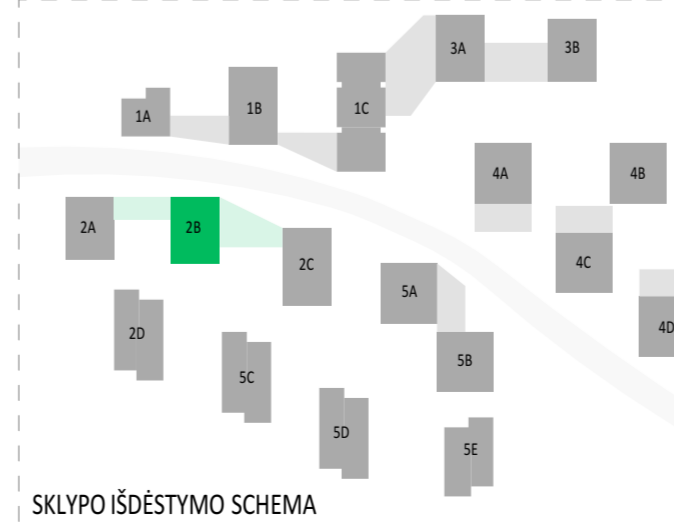 3A
3B
1A
1B
1C
4A
4B
2A
2B
2C
4C
5A
4D
2D
5B
5C
5D
5E
SKLYPO IŠDĖSTYMO SCHEMA